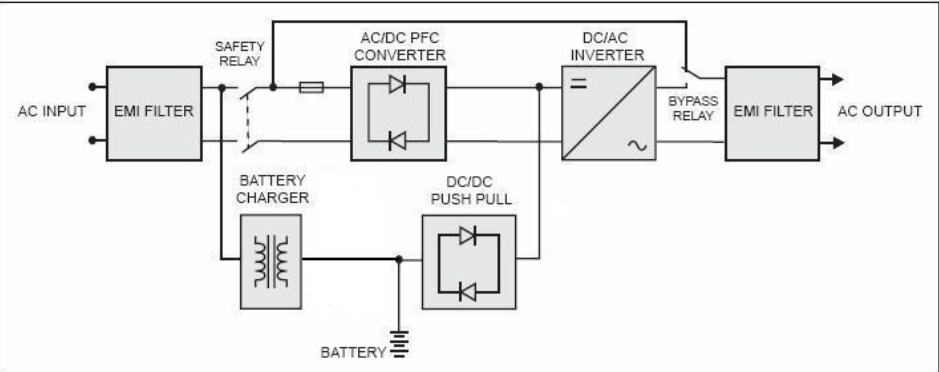 SAFETY
RELAY
AC/DC PFC
CONVERTER
DC/AC
INVERTER
AC INPUT
EMI FILTER
BYPASS
RELAY
EMI FILTER
AC OUTPUT
BATTERY
CHARGER
DC/DC
PUSH PULL
BATTERY